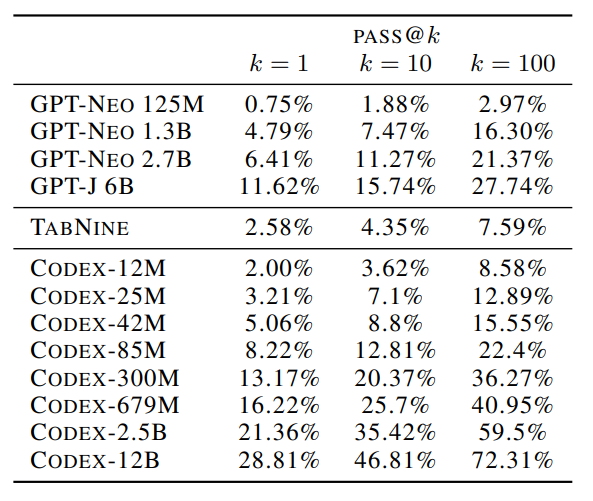 PASS@k
k = 1 k = 10 k = 100
GPT-NEO 125M 0.75% 1.88% 2.97%
GPT-NEO 1.3B 4.79% 7.47% 16.30%
GPT-NEO 2.7B 6.41% 11.27% 21.37%
GPT-J 6B 11.62% 15.74% 27.74%
TABNINE 2.58% 4.35% 7.59%
CODEX-12M 2.00% 3.62% 8.58%
CODEX-25M 3.21% 7.1% 12.89%
CODEX-42M 5.06% 8.8% 15.55%
CODEX-85M 8.22% 12.81% 22.4%
CODEX-300M 13.17% 20.37% 36.27%
CODEX-679M 16.22% 25.7% 40.95%
CODEX-2.5B 21.36% 35.42% 59.5%
CODEX-12B 28.81% 46.81% 72.31%